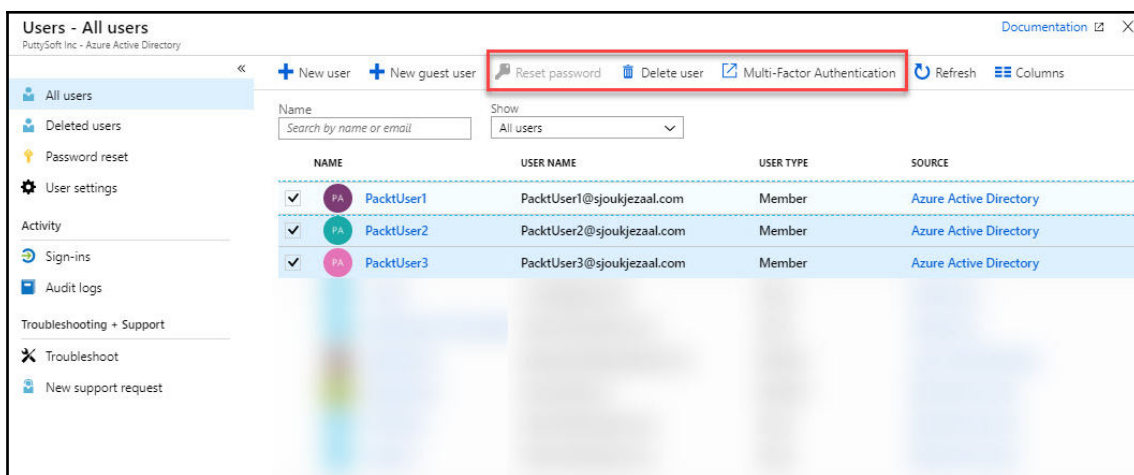 Users - All users
PuttySoft Inc - Azure Active Directory
Documentation
All users
Deleted users
Password reset
User settings
Activity
Sign-ins
Audit logs
Troubleshooting + Support
Troubleshoot
New support request
New user New guest user Reset password Delete user Multi-Factor Authentication Refresh Columns
Name Show
Search by name or email All users
NAME USER NAME USER TYPE SOURCE
PA PacktUser1 PacktUser1@sjoukjezaal.com Member Azure Active Directory
PA PacktUser2 PacktUser2@sjoukjezaal.com Member Azure Active Directory
PA PacktUser3 PacktUser3@sjoukjezaal.com Member Azure Active Directory